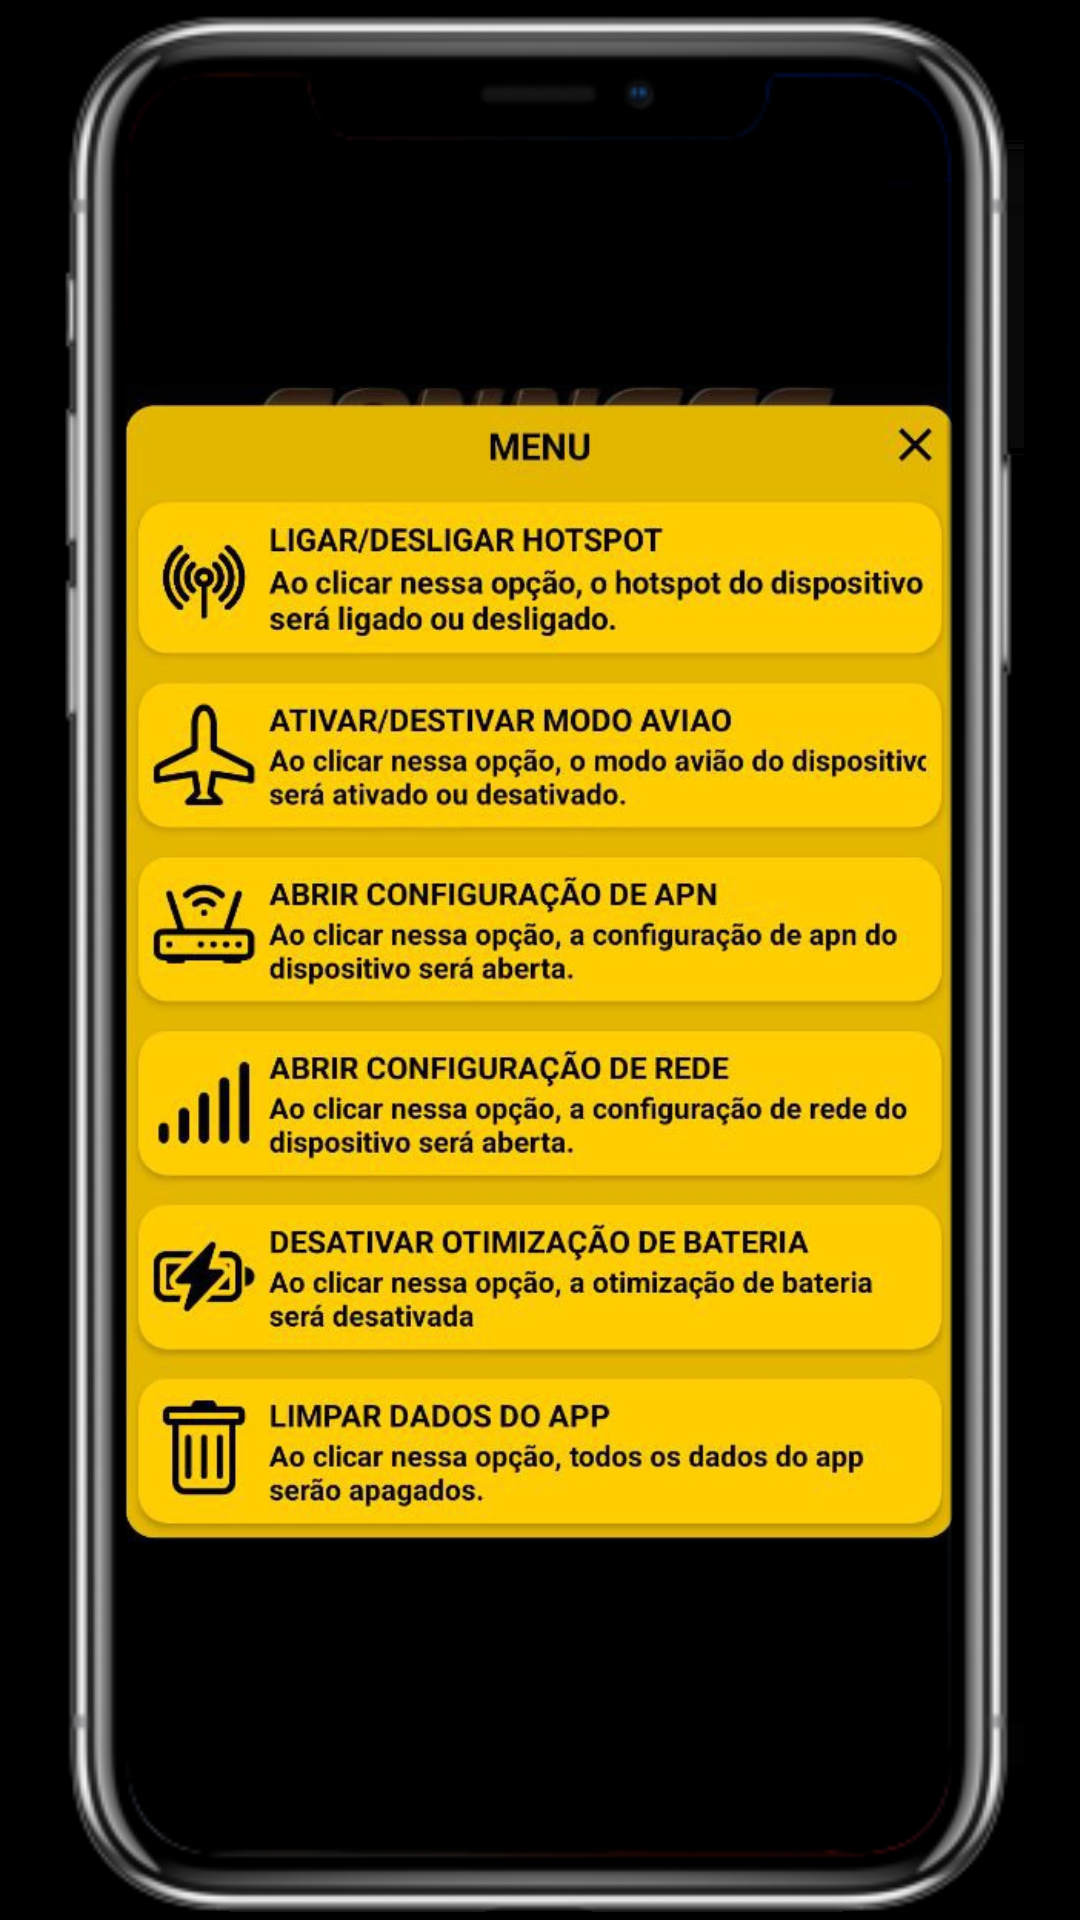 MENU
LIGAR/DESLIGAR HOTSPOT
Ao clicar nessa opção, o hotspot do dispositivo
será ligado ou desligado.
ATIVAR/DESTIVAR MODO AVIAO
Ao clicar nessa opção, o modo avião do dispositivo
será ativado ou desativado.
ABRIR CONFIGURAÇÃO DE APN
Ao clicar nessa opção, a configuração de apn do
dispositivo será aberta.
ABRIR CONFIGURAÇÃO DE REDE
Ao clicar nessa opção, a configuração de rede do
dispositivo será aberta.
DESATIVAR OTIMIZAÇÃO DE BATERIA
Ao clicar nessa opção, a otimização de bateria
será desativada
LIMPAR DADOS DO APP
Ao clicar nessa opção, todos os dados do app
serão apagados.